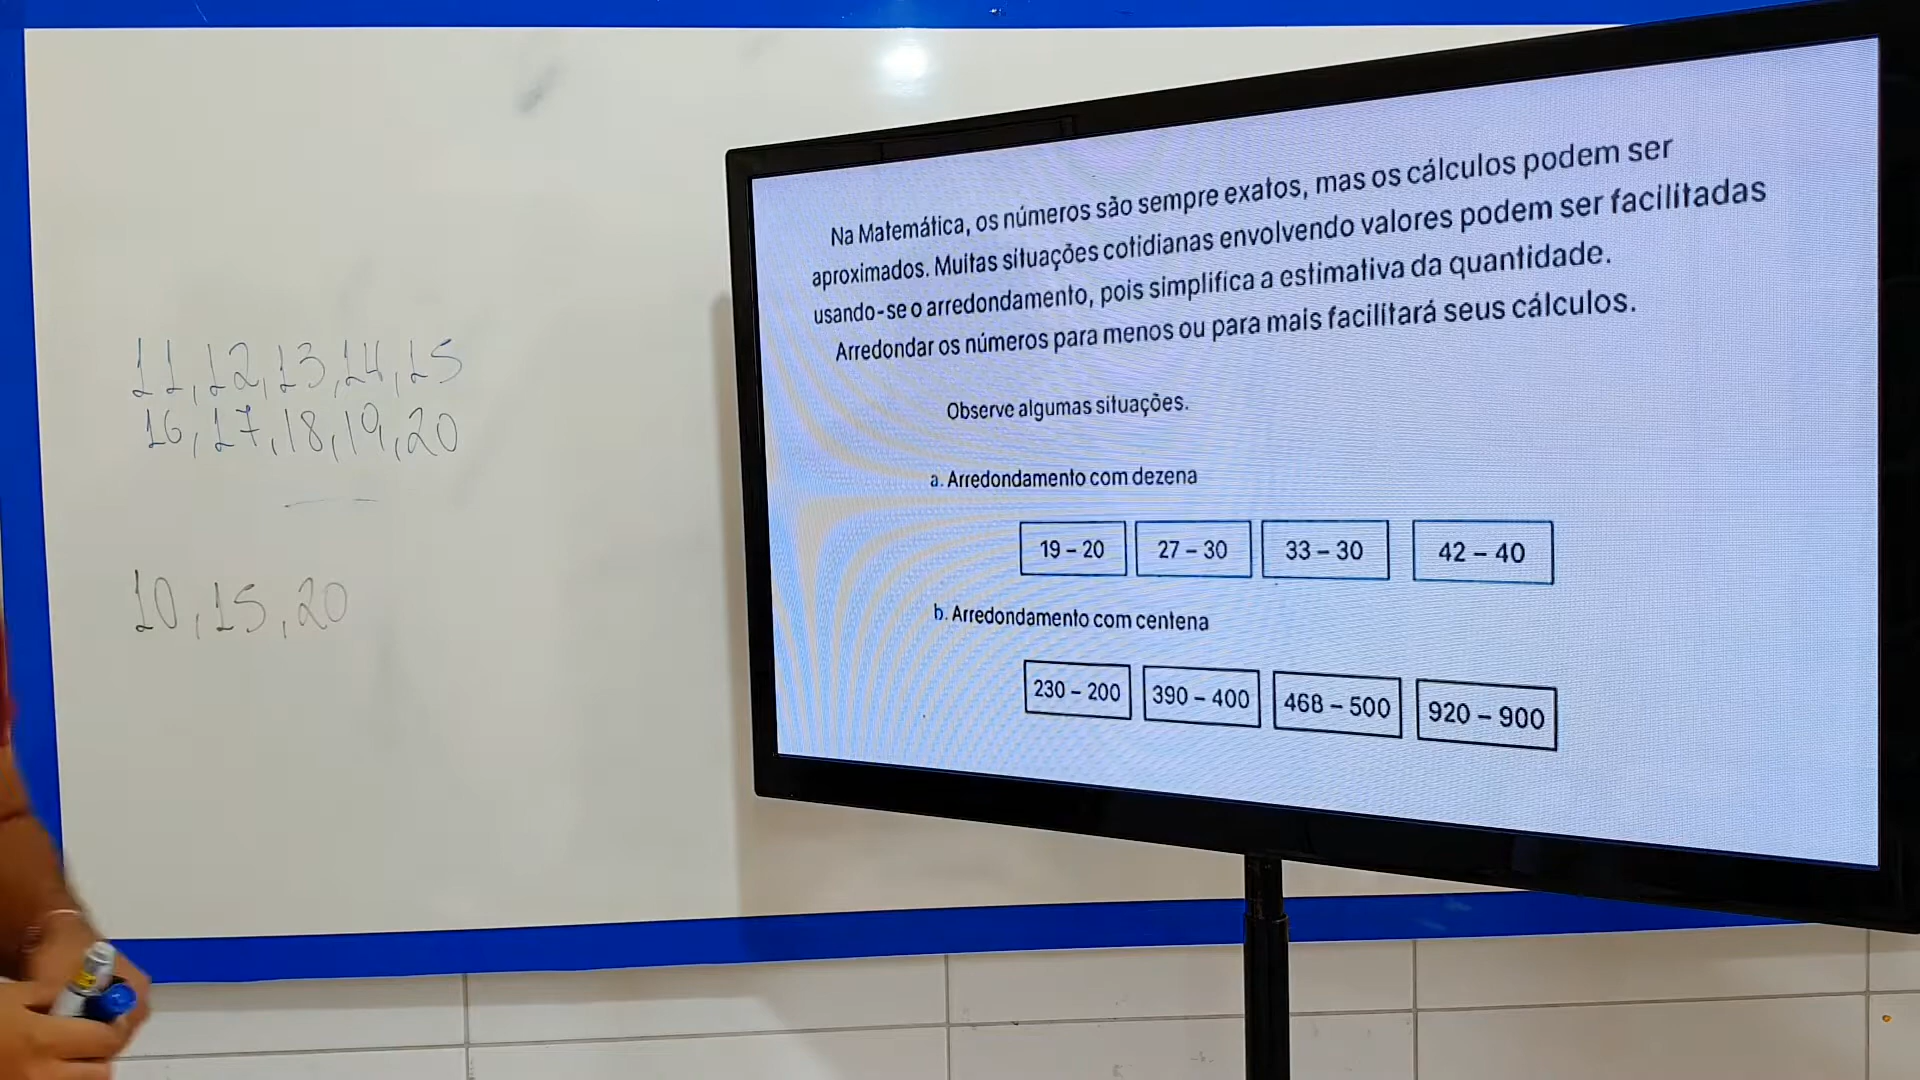 11, 12, 13, 14, 15
16, 17, 18, 19, 20
10, 15, 20
Na Matemática, os números são sempre exatos, mas os cálculos podem ser
aproximados. Muitas situações cotidianas envolvendo valores podem ser facilitadas
usando-se o arredondamento, pois simplifica a estimativa da quantidade.
Arredondar os números para menos ou para mais facilitará seus cálculos.
Observe algumas situações.
a. Arredondamento com dezena
19 – 20 27 – 30 33 – 30 42 – 40
b. Arredondamento com centena
230 – 200 390 – 400 468 – 500 920 – 900